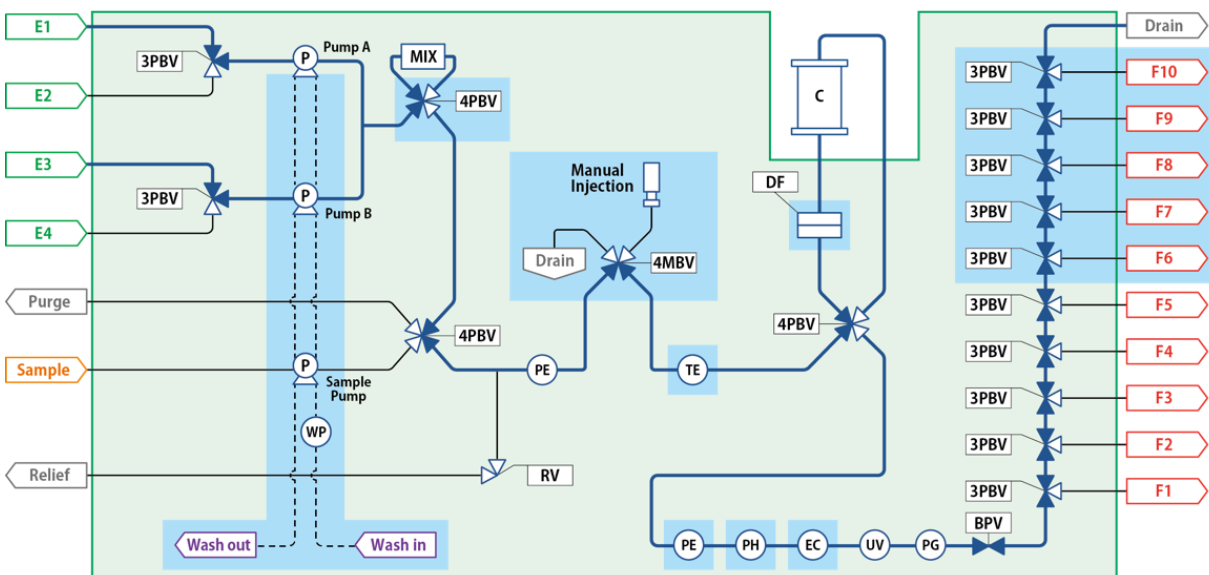 E1
Drain
3PBV
P
Pump A
MIX
3PBV
F10
E2
4PBV
C
3PBV
F9
E3
3PBV
F8
Manual
Injection
DF
3PBV
P
Pump B
3PBV
F7
E4
Drain
4MBV
3PBV
F6
Purge
3PBV
F5
4PBV
4PBV
3PBV
F4
Sample
P
Sample
Pump
PE
TE
3PBV
F3
WP
3PBV
F2
Relief
RV
3PBV
F1
BPV
Wash out
Wash in
PE
PH
EC
UV
PG